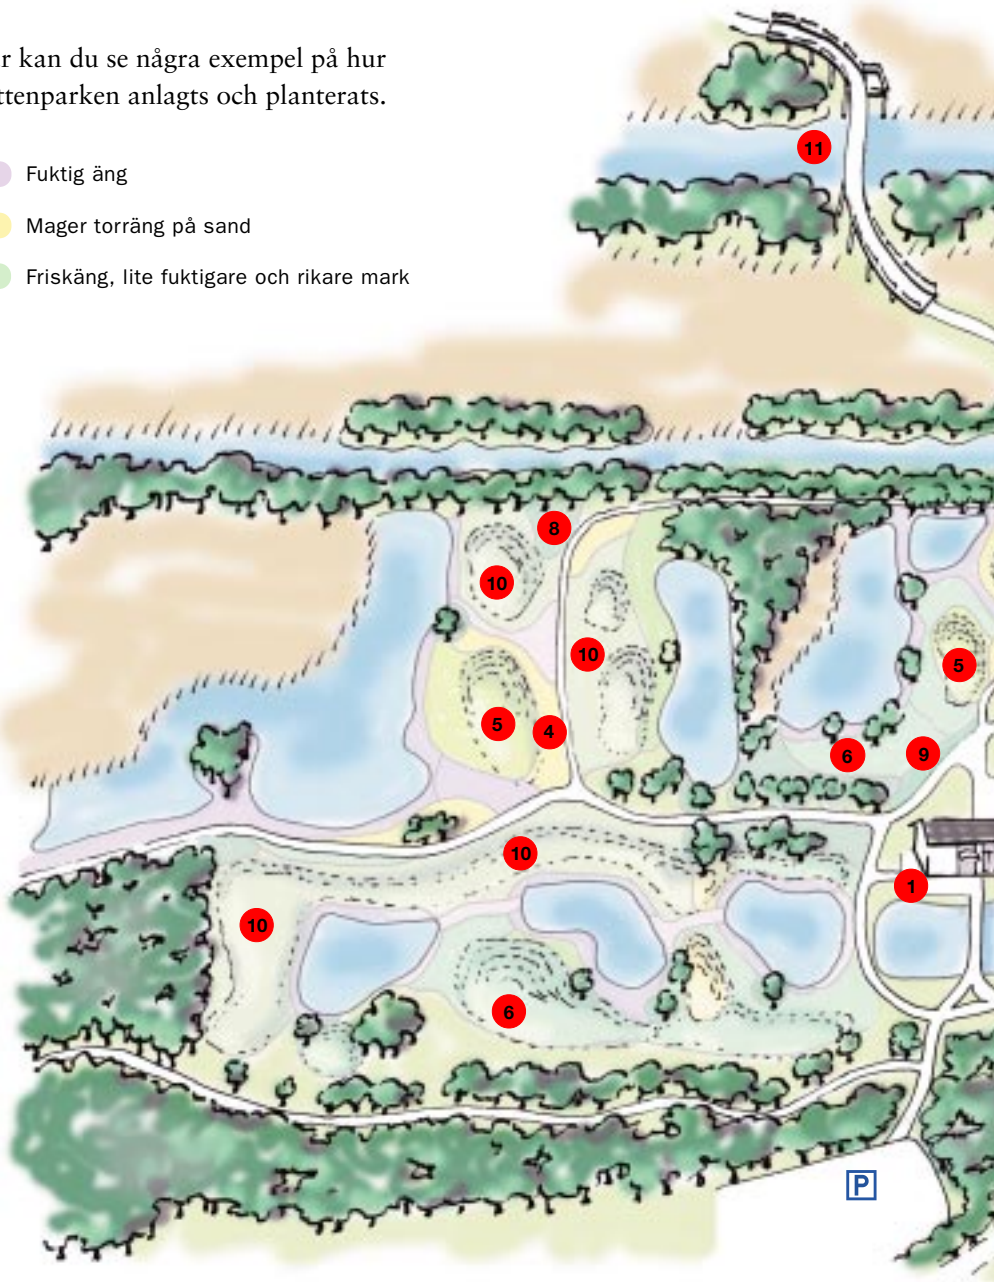 r kan du se några exempel på hur
ttenparken anlagts och planterats.
Fuktig äng
Mager torräng på sand
Friskäng, lite fuktigare och rikare mark
11
8
10
10
5
5
4
6
9
10
1
10
6
P